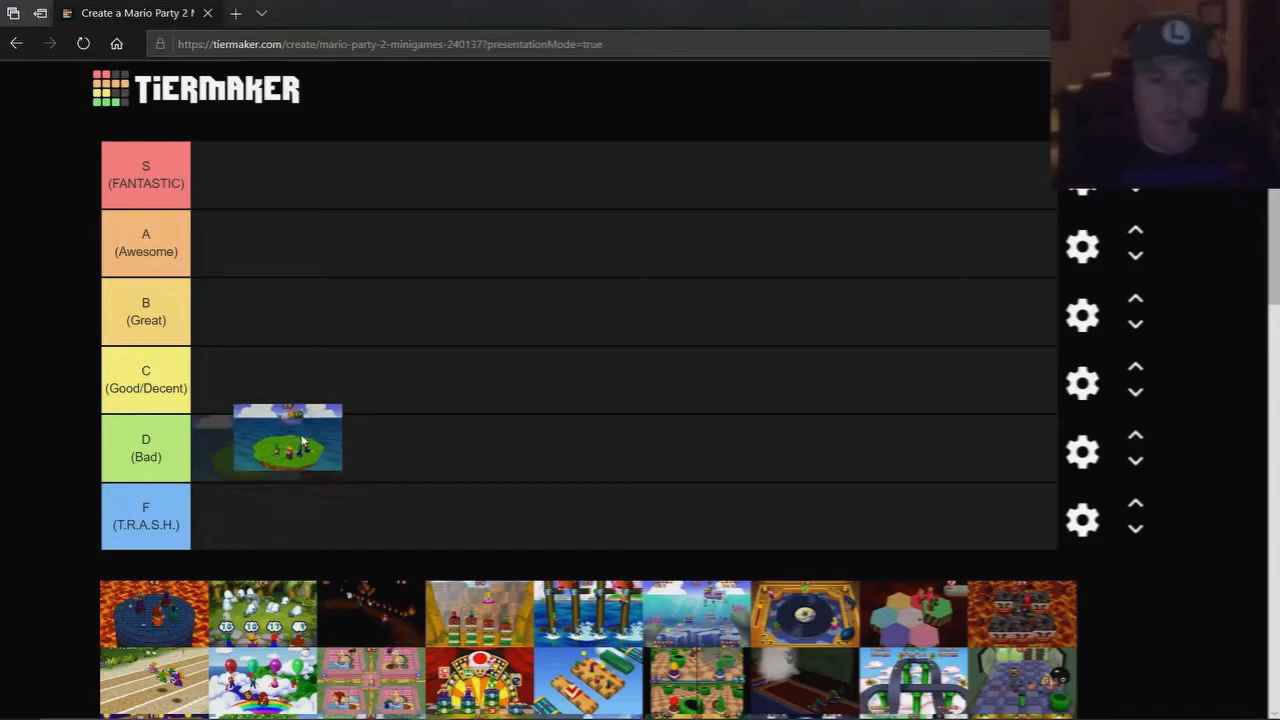 Create a Mario Party 2 M
https://tiermaker.com/create/mario-party-2-minigames-240137?presentationMode=true
TiERMAKER
S
(FANTASTIC)
A
(Awesome)
B
(Great)
C
(Good/Decent)
D
(Bad)
F
(T.R.A.S.H.)
L